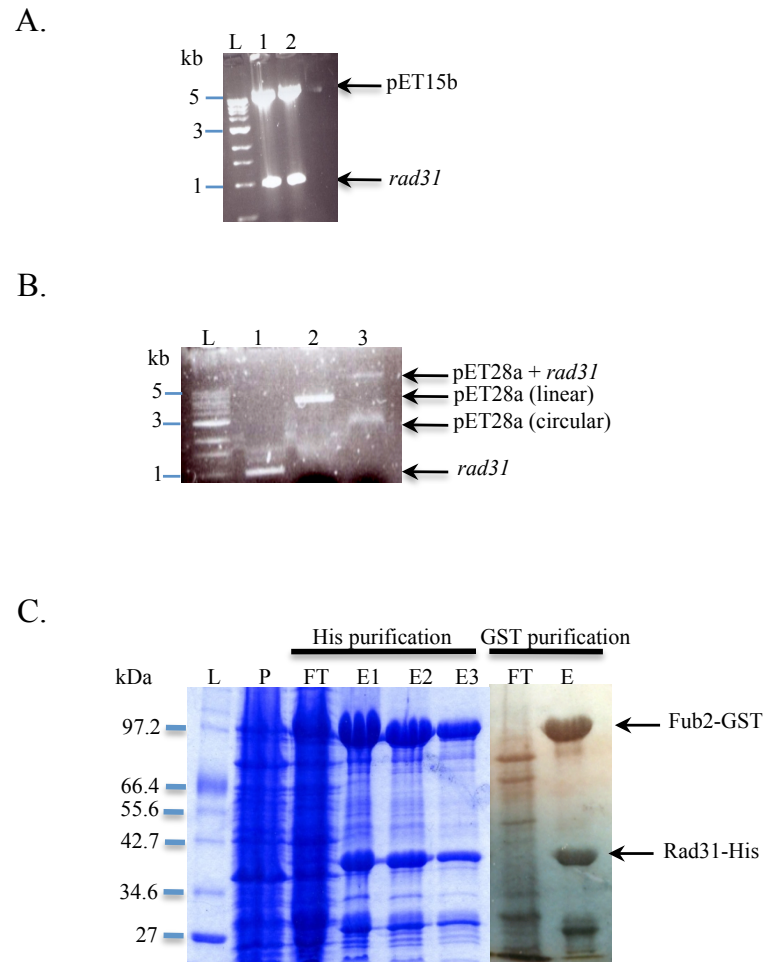 A.
L 1 2
kb
pET15b
5
3
1
rad31
B.
L 1 2 3
kb
pET28a + rad31
5
pET28a (linear)
3
pET28a (circular)
1
rad31
C.
His purification GST purification
kDa L P FT E1 E2 E3 FT E
97.2
Fub2-GST
66.4
55.6
42.7
Rad31-His
34.6
27